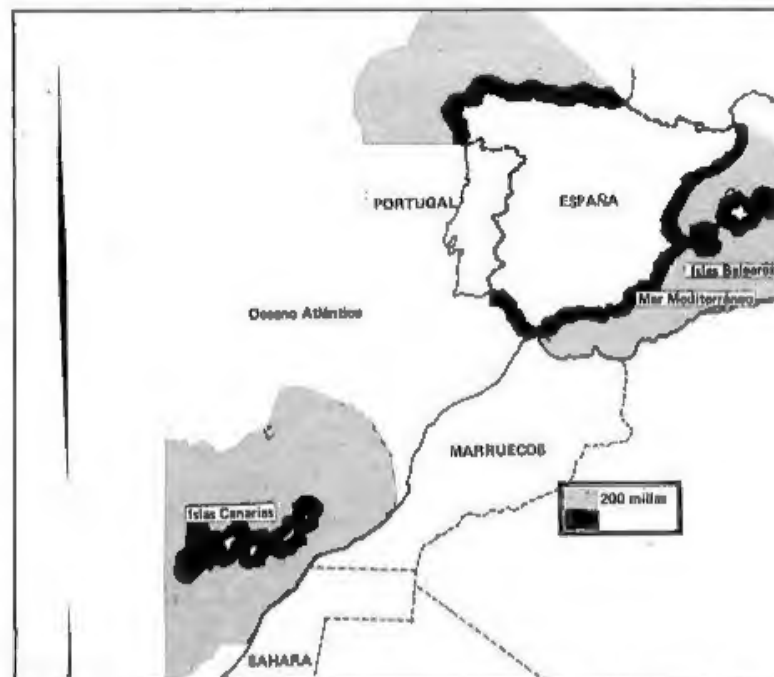 PORTUGAL
ESPAÑA
Islas Baleares
Mar Mediterráneo
Oceano Atlántico
MARRUECOS
Islas Canarias
200 millas
SAHARA